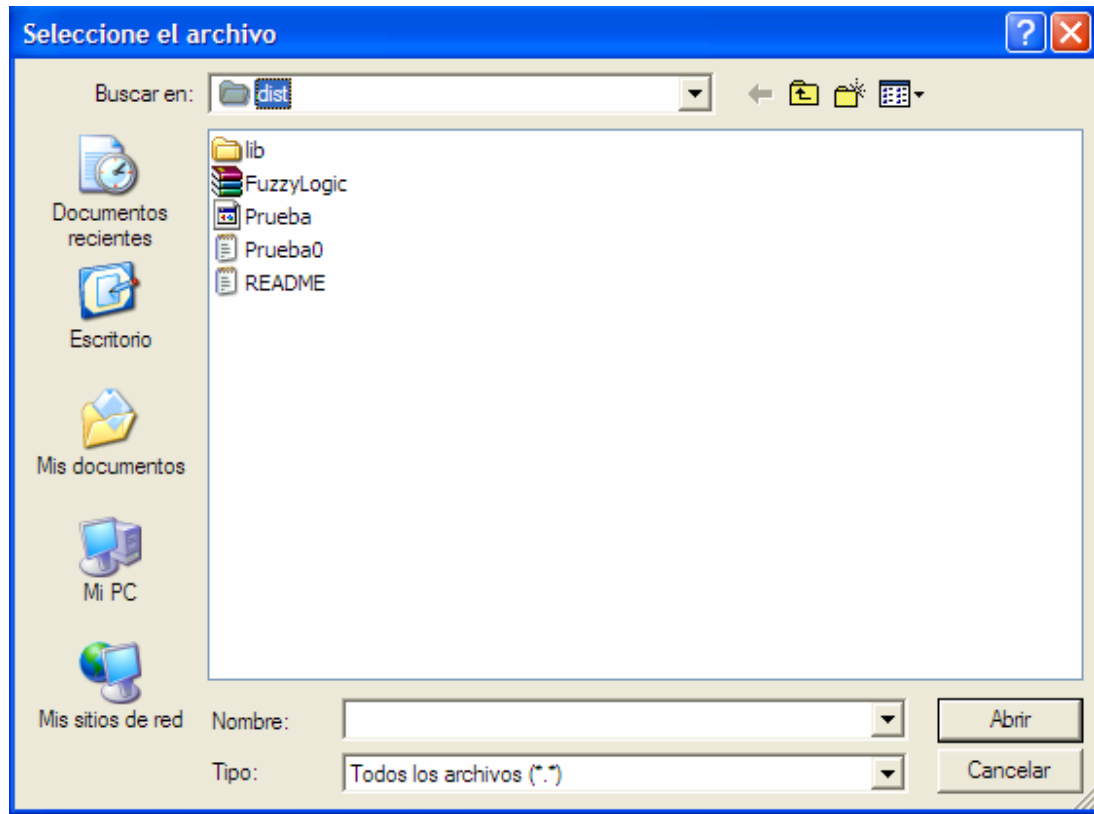 Seleccione el archivo
Buscar en:
dist
Documentos
recientes
Escritorio
Mis documentos
Mi PC
Mis sitios de red
lib
FuzzyLogic
Prueba
Prueba0
README
Nombre:
Abrir
Tipo:
Todos los archivos (*.*)
Cancelar